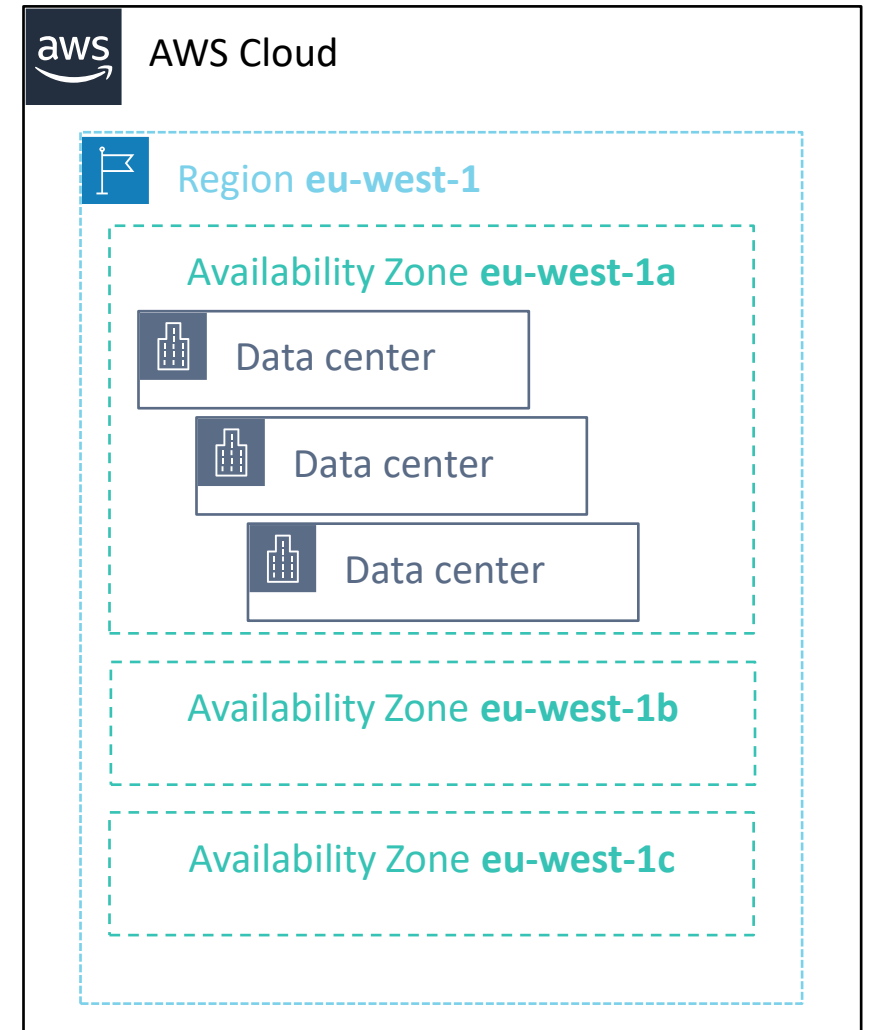 aws
AWS Cloud
Region eu-west-1
Availability Zone eu-west-1a
Data center
Data center
Data center
Availability Zone eu-west-1b
Availability Zone eu-west-1c